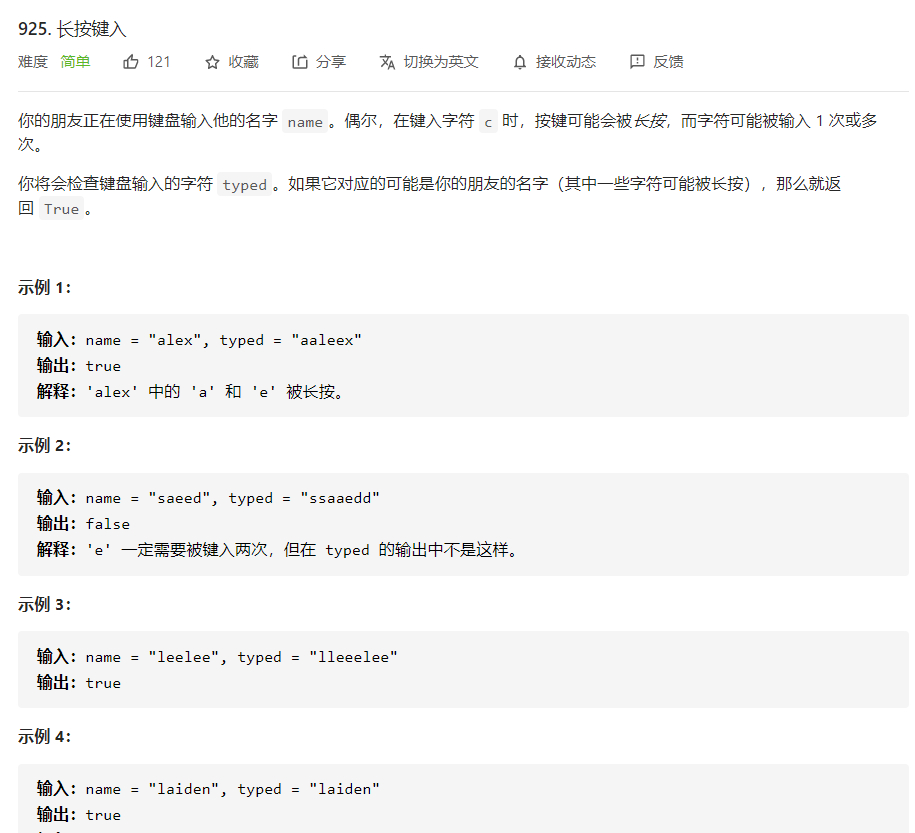 925. 长按键入
难度 简单 121 收藏 分享 切换为英文 接收动态 反馈
你的朋友正在使用键盘输入他的名字 name。偶尔，在键入字符 c 时，按键可能会被长按，而字符可能被输入 1 次或多
次。
你将会检查键盘输入的字符 typed。如果它对应的可能是你的朋友的名字（其中一些字符可能被长按），那么就返
回 True。
示例 1：
输入：name = "alex", typed = "aaleex"
输出：true
解释：'alex' 中的 'a' 和 'e' 被长按。
示例 2：
输入：name = "saeed", typed = "ssaaedd"
输出：false
解释：'e' 一定需要被键入两次，但在 typed 的输出中不是这样。
示例 3：
输入：name = "leelee", typed = "lleeelee"
输出：true
示例 4：
输入：name = "laiden", typed = "laiden"
输出：true